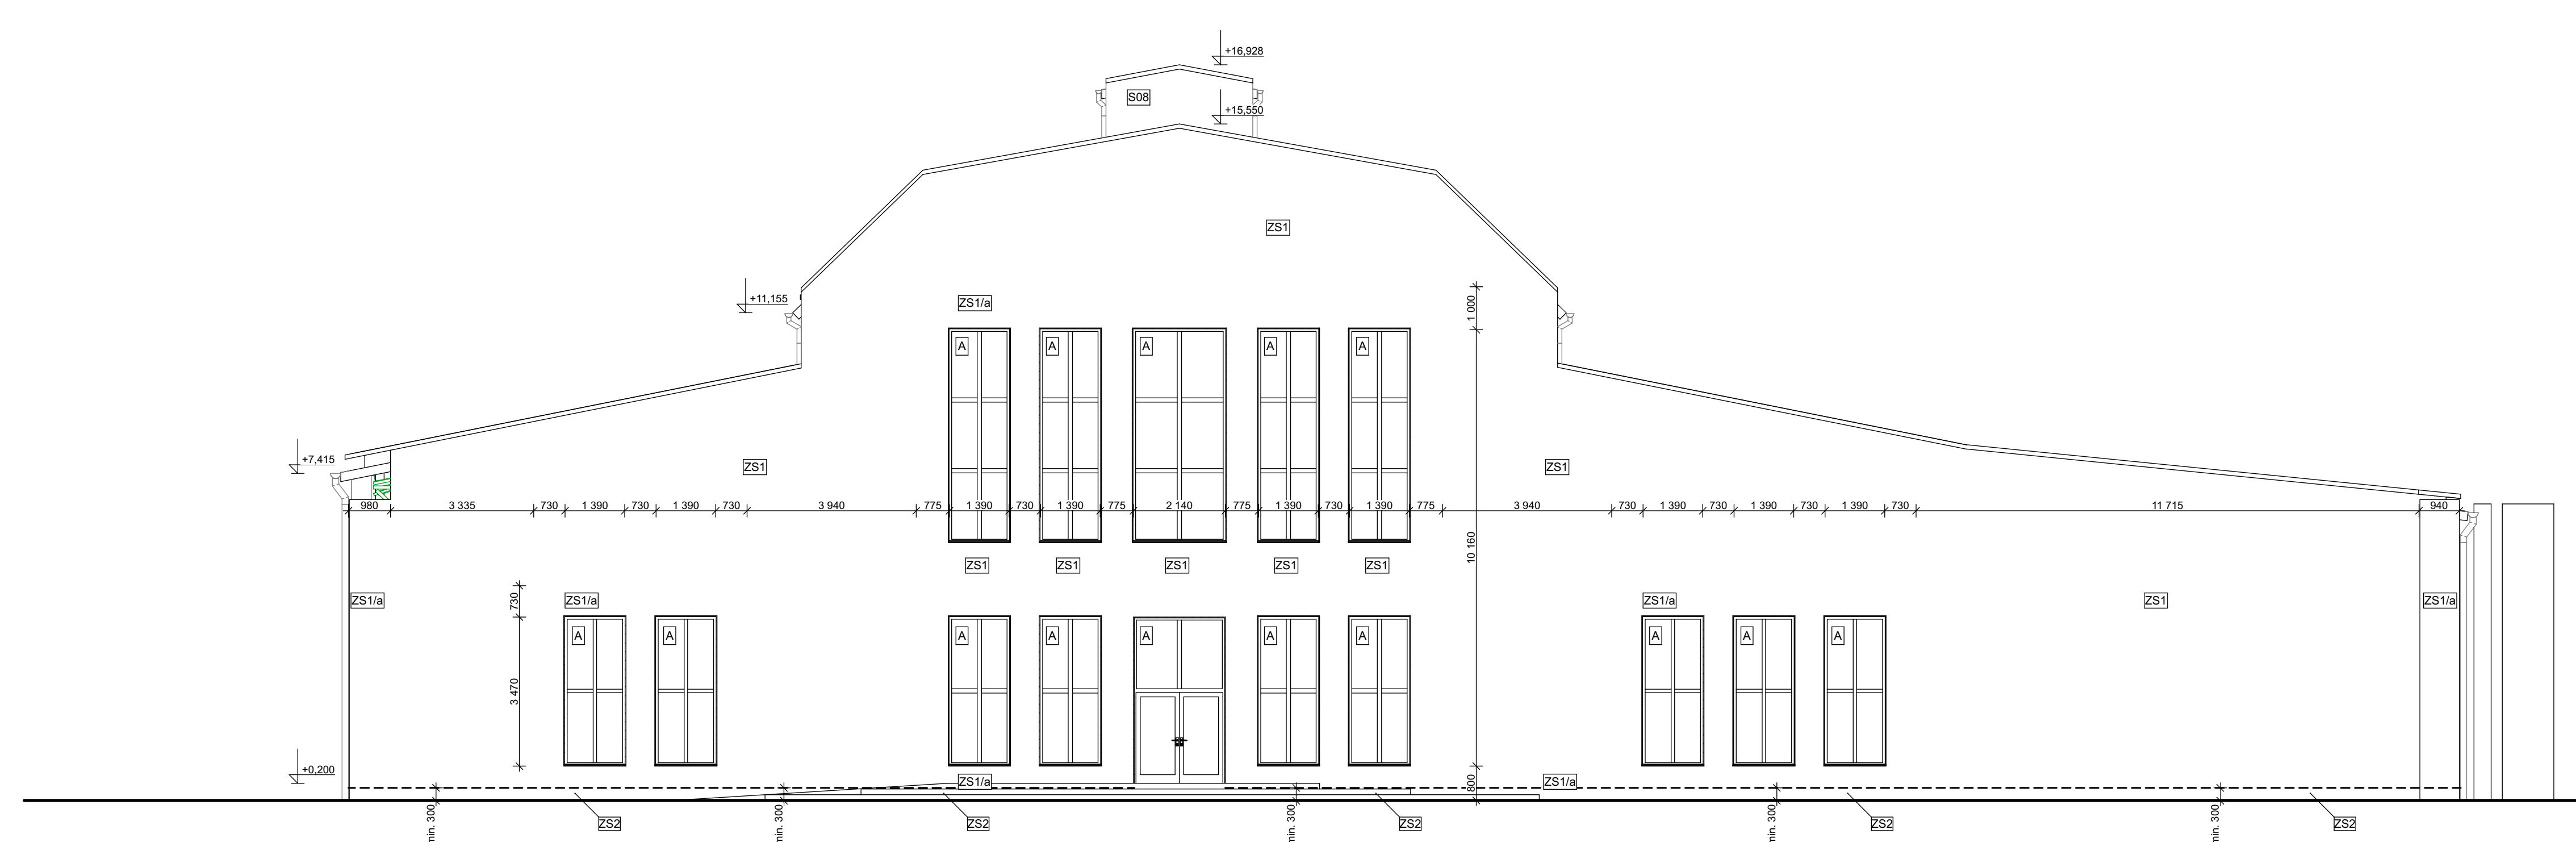 +16,928
S08
+15,550
ZS1
+11,155
ZS1/a
1 000
A A A A A
+7,415
ZS1 ZS1
980 3 335 730 1 390 730 1 390 730 3 940 775 1 390 730 1 390 775 2 140 775 1 390 730 1 390 775 3 940 730 1 390 730 1 390 730 1 390 730 11 715 940
10 160
ZS1 ZS1 ZS1 ZS1 ZS1
730
ZS1/a ZS1/a ZS1/a ZS1 ZS1/a
A A A A A A A A A A
3 470
+0,200
ZS1/a ZS1/a
800
min. 300 min. 300 min. 300 min. 300 min. 300
ZS2 ZS2 ZS2 ZS2 ZS2